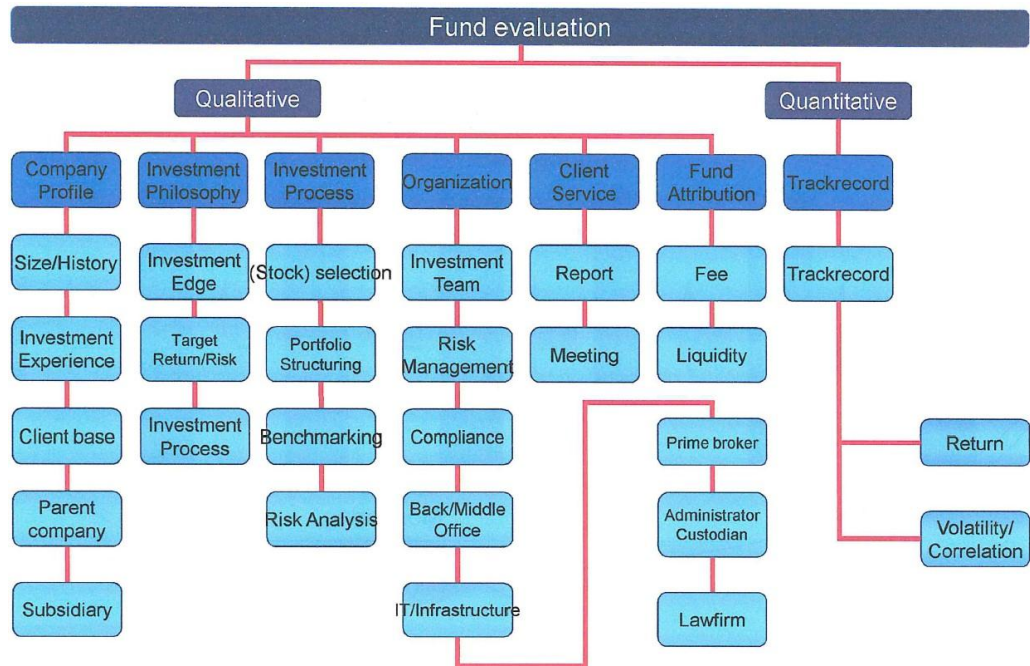 Fund evaluation
Qualitative
Quantitative
Company
Profile
Investment
Philosophy
Investment
Process
Organization
Client
Service
Fund
Attribution
Trackrecord
Size/History
Investment
Edge
(Stock) selection
Investment
Team
Report
Fee
Trackrecord
Investment
Experience
Target
Return/Risk
Portfolio
Structuring
Risk
Management
Meeting
Liquidity
Client base
Investment
Process
Benchmarking
Compliance
Prime broker
Return
Parent
company
Risk Analysis
Back/Middle
Office
Administrator
Custodian
Volatility/
Correlation
Subsidiary
IT/Infrastructure
Lawfirm